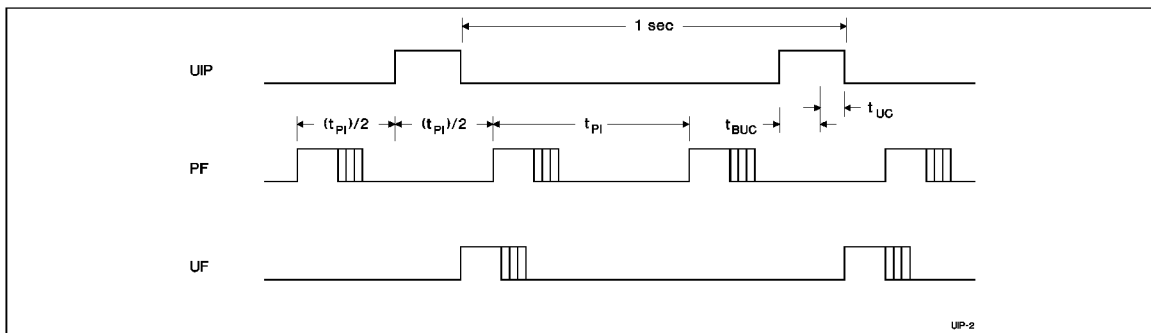 1 sec
UIP
(tPI)/2 (tPI)/2 tPI tBUC tUC
PF
UF
UIP-2